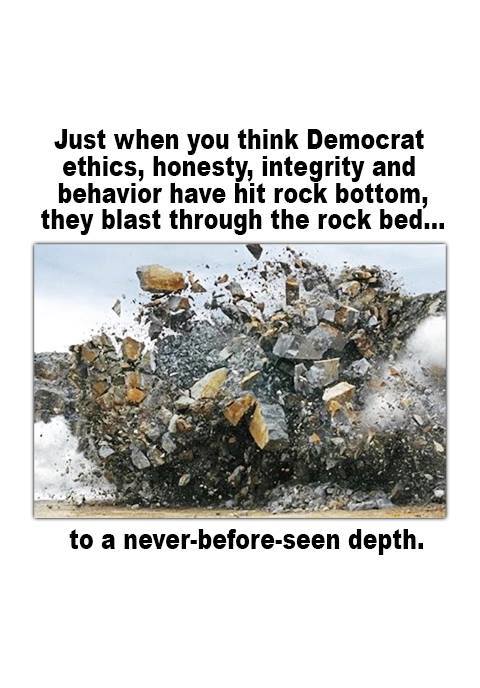 Just when you think Democrat
ethics, honesty, integrity and
behavior have hit rock bottom,
they blast through the rock bed...
to a never-before-seen depth.